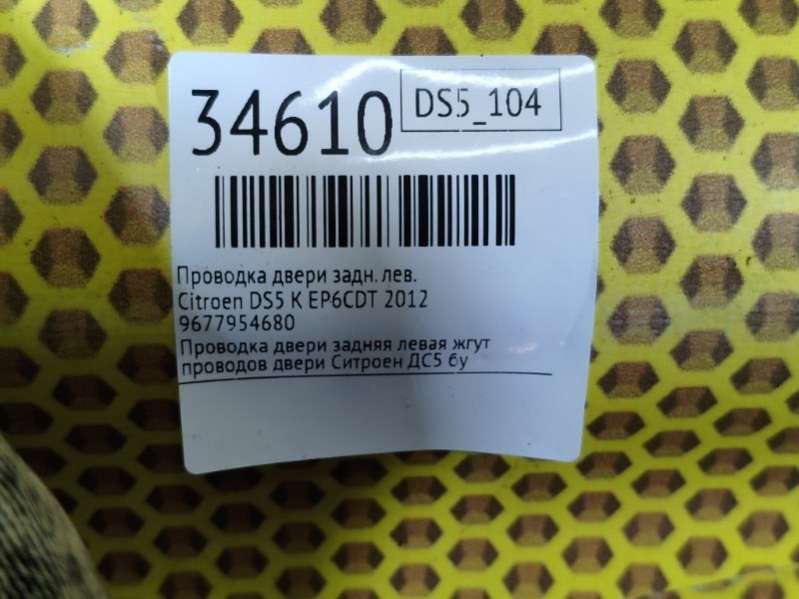 34610 DS5_104
Проводка двери задн. лев.
Citroen DS5 K EP6CDT 2012
9677954680
Проводка двери задняя левая жгут
проводов двери Ситроен ДС5 бу